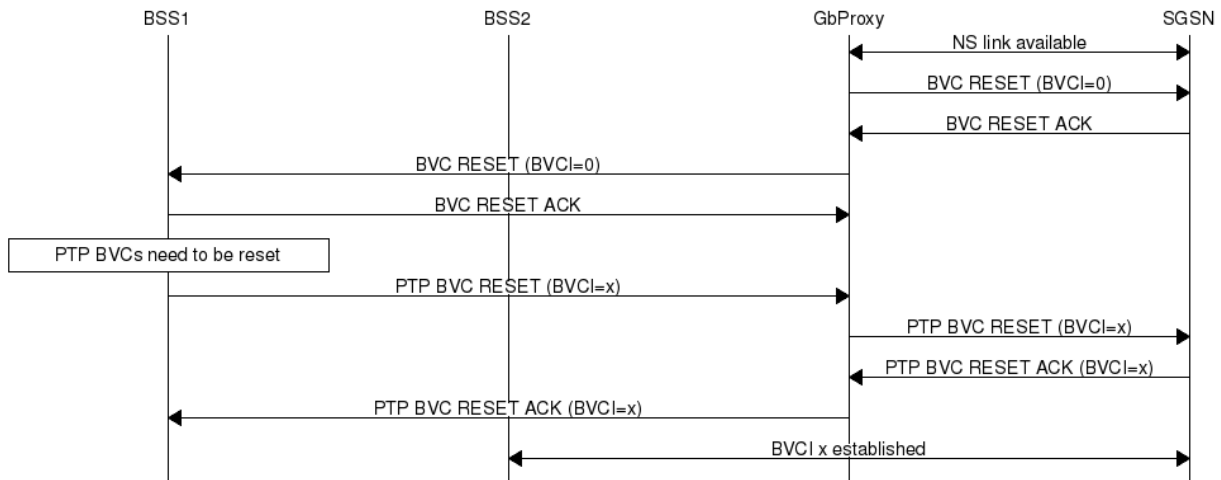 BSS1
BSS2
GbProxy
SGSN
NS link available
BVC RESET (BVCI=0)
BVC RESET ACK
BVC RESET (BVCI=0)
BVC RESET ACK
PTP BVCs need to be reset
PTP BVC RESET (BVCI=x)
PTP BVC RESET (BVCI=x)
PTP BVC RESET ACK (BVCI=x)
PTP BVC RESET ACK (BVCI=x)
BVCI x established